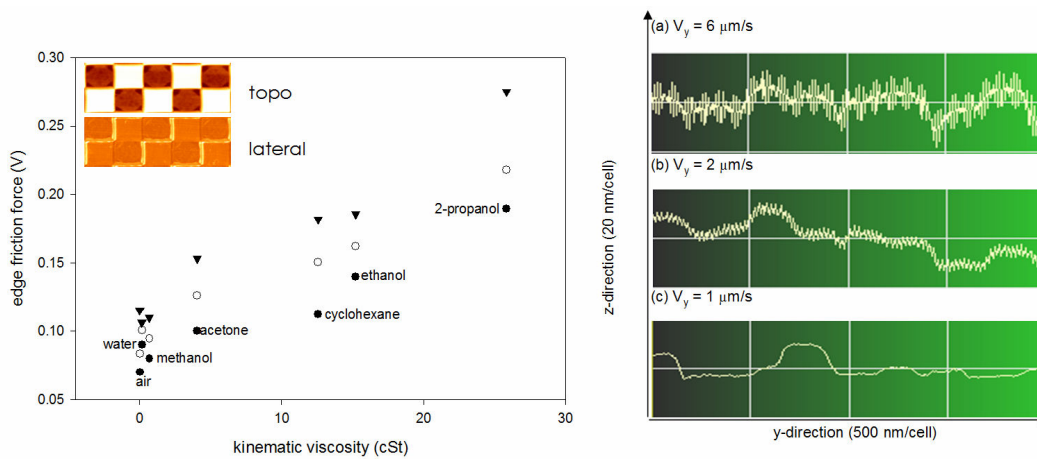 0.30
0.25
0.20
0.15
0.10
0.05
edge friction force (V)
topo
lateral
2-propanol
ethanol
cyclohexane
acetone
water
methanol
air
0
10
20
30
kinematic viscosity (cSt)
(a) Vy = 6 μm/s
(b) Vy = 2 μm/s
(c) Vy = 1 μm/s
z-direction (20 nm/cell)
y-direction (500 nm/cell)